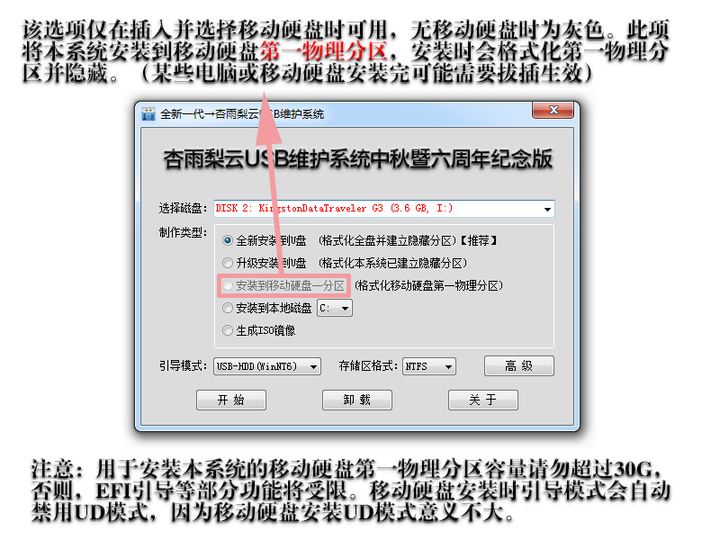 该选项仅在插入并选择移动硬盘时可用，无移动硬盘时为灰色。此项
将本系统安装到移动硬盘第一物理分区，安装时会格式化第一物理分
区并隐藏。（某些电脑或移动硬盘安装完可能需要拔插生效）
全新一代→杏雨梨云USB维护系统
杏雨梨云USB维护系统中秋暨六周年纪念版
选择磁盘： DISK 2: KingstonDataTraveler G3 (3.6 GB, I:)
制作类型：
全新安装到U盘 （格式化全盘并建立隐藏分区）【推荐】
升级安装到U盘 （格式化本系统已建立隐藏分区）
安装到移动硬盘一分区 （格式化移动硬盘第一物理分区）
安装到本地磁盘 C:
生成ISO镜像
引导模式： USB-HDD(WinNT6) 存储区格式： NTFS 高 级
开 始 卸 载 关 于
注意：用于安装本系统的移动硬盘第一物理分区容量请勿超过30G，
否则，EFI引导等部分功能将受限。移动硬盘安装时引导模式会自动
禁用UD模式，因为移动硬盘安装UD模式意义不大。